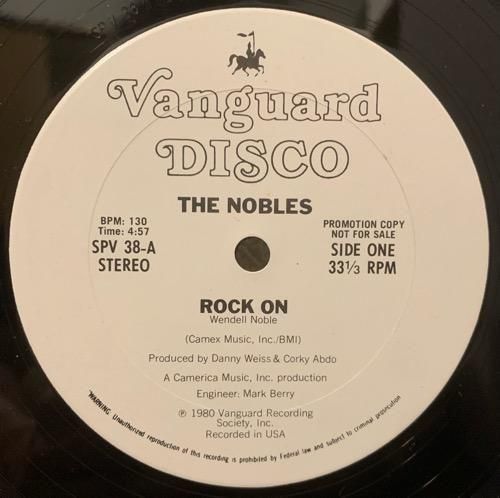 Vanguard
DISCO
THE NOBLES
BPM: 130
Time: 4:57
SPV 38-A
STEREO
PROMOTION COPY
NOT FOR SALE
SIDE ONE
33⅓ RPM
ROCK ON
Wendell Noble
(Camex Music, Inc./BMI)
Produced by Danny Weiss & Corky Abdo
A Camerica Music, Inc. production
Engineer: Mark Berry
℗ 1980 Vanguard Recording
Society, Inc.
Recorded in USA
"WARNING. Unauthorized reproduction of this recording is prohibited by Federal law and subject to criminal prosecution